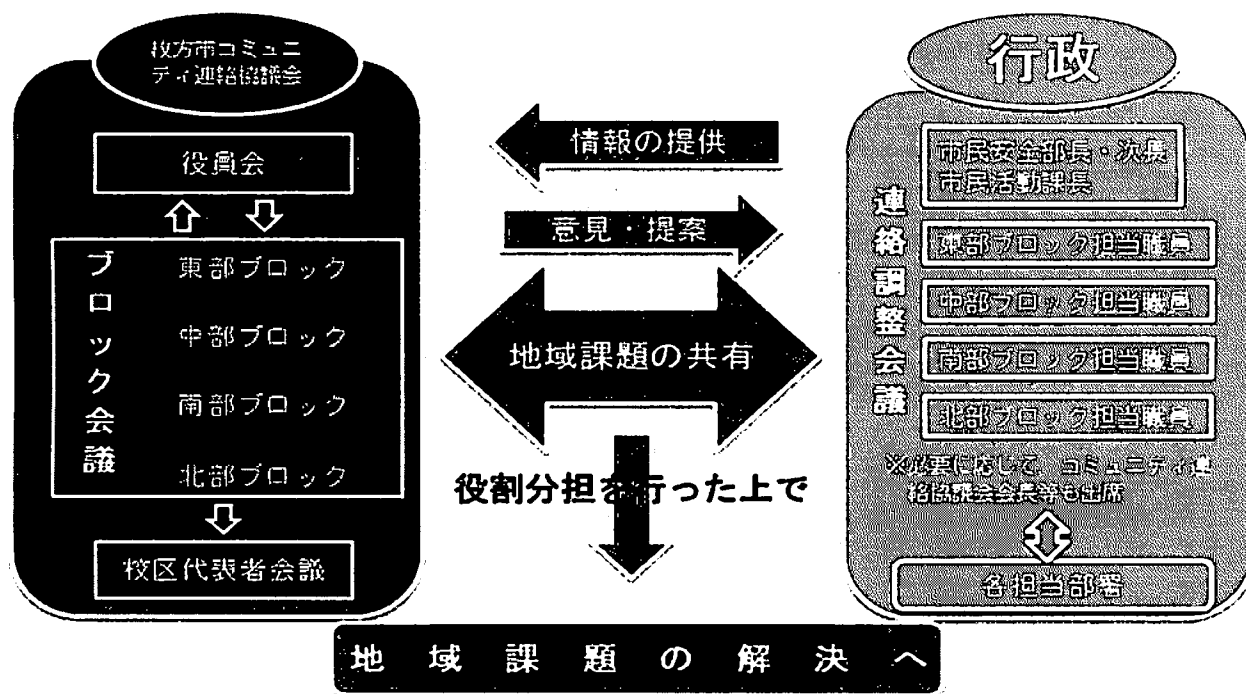 枚方市コミュニ
ティ連絡協議会
役員会
ブロック会議
東部ブロック
中部ブロック
南部ブロック
北部ブロック
校区代表者会議
情報の提供
意見・提案
地域課題の共有
役割分担を行った上で
行政
連絡調整会議
市民安全部長・次長
市民活動課長
東部ブロック担当職員
中部ブロック担当職員
南部ブロック担当職員
北部ブロック担当職員
※必要に応じて、コミュニティ連
絡協議会会長等も出席
各担当部署
地域課題の解決へ